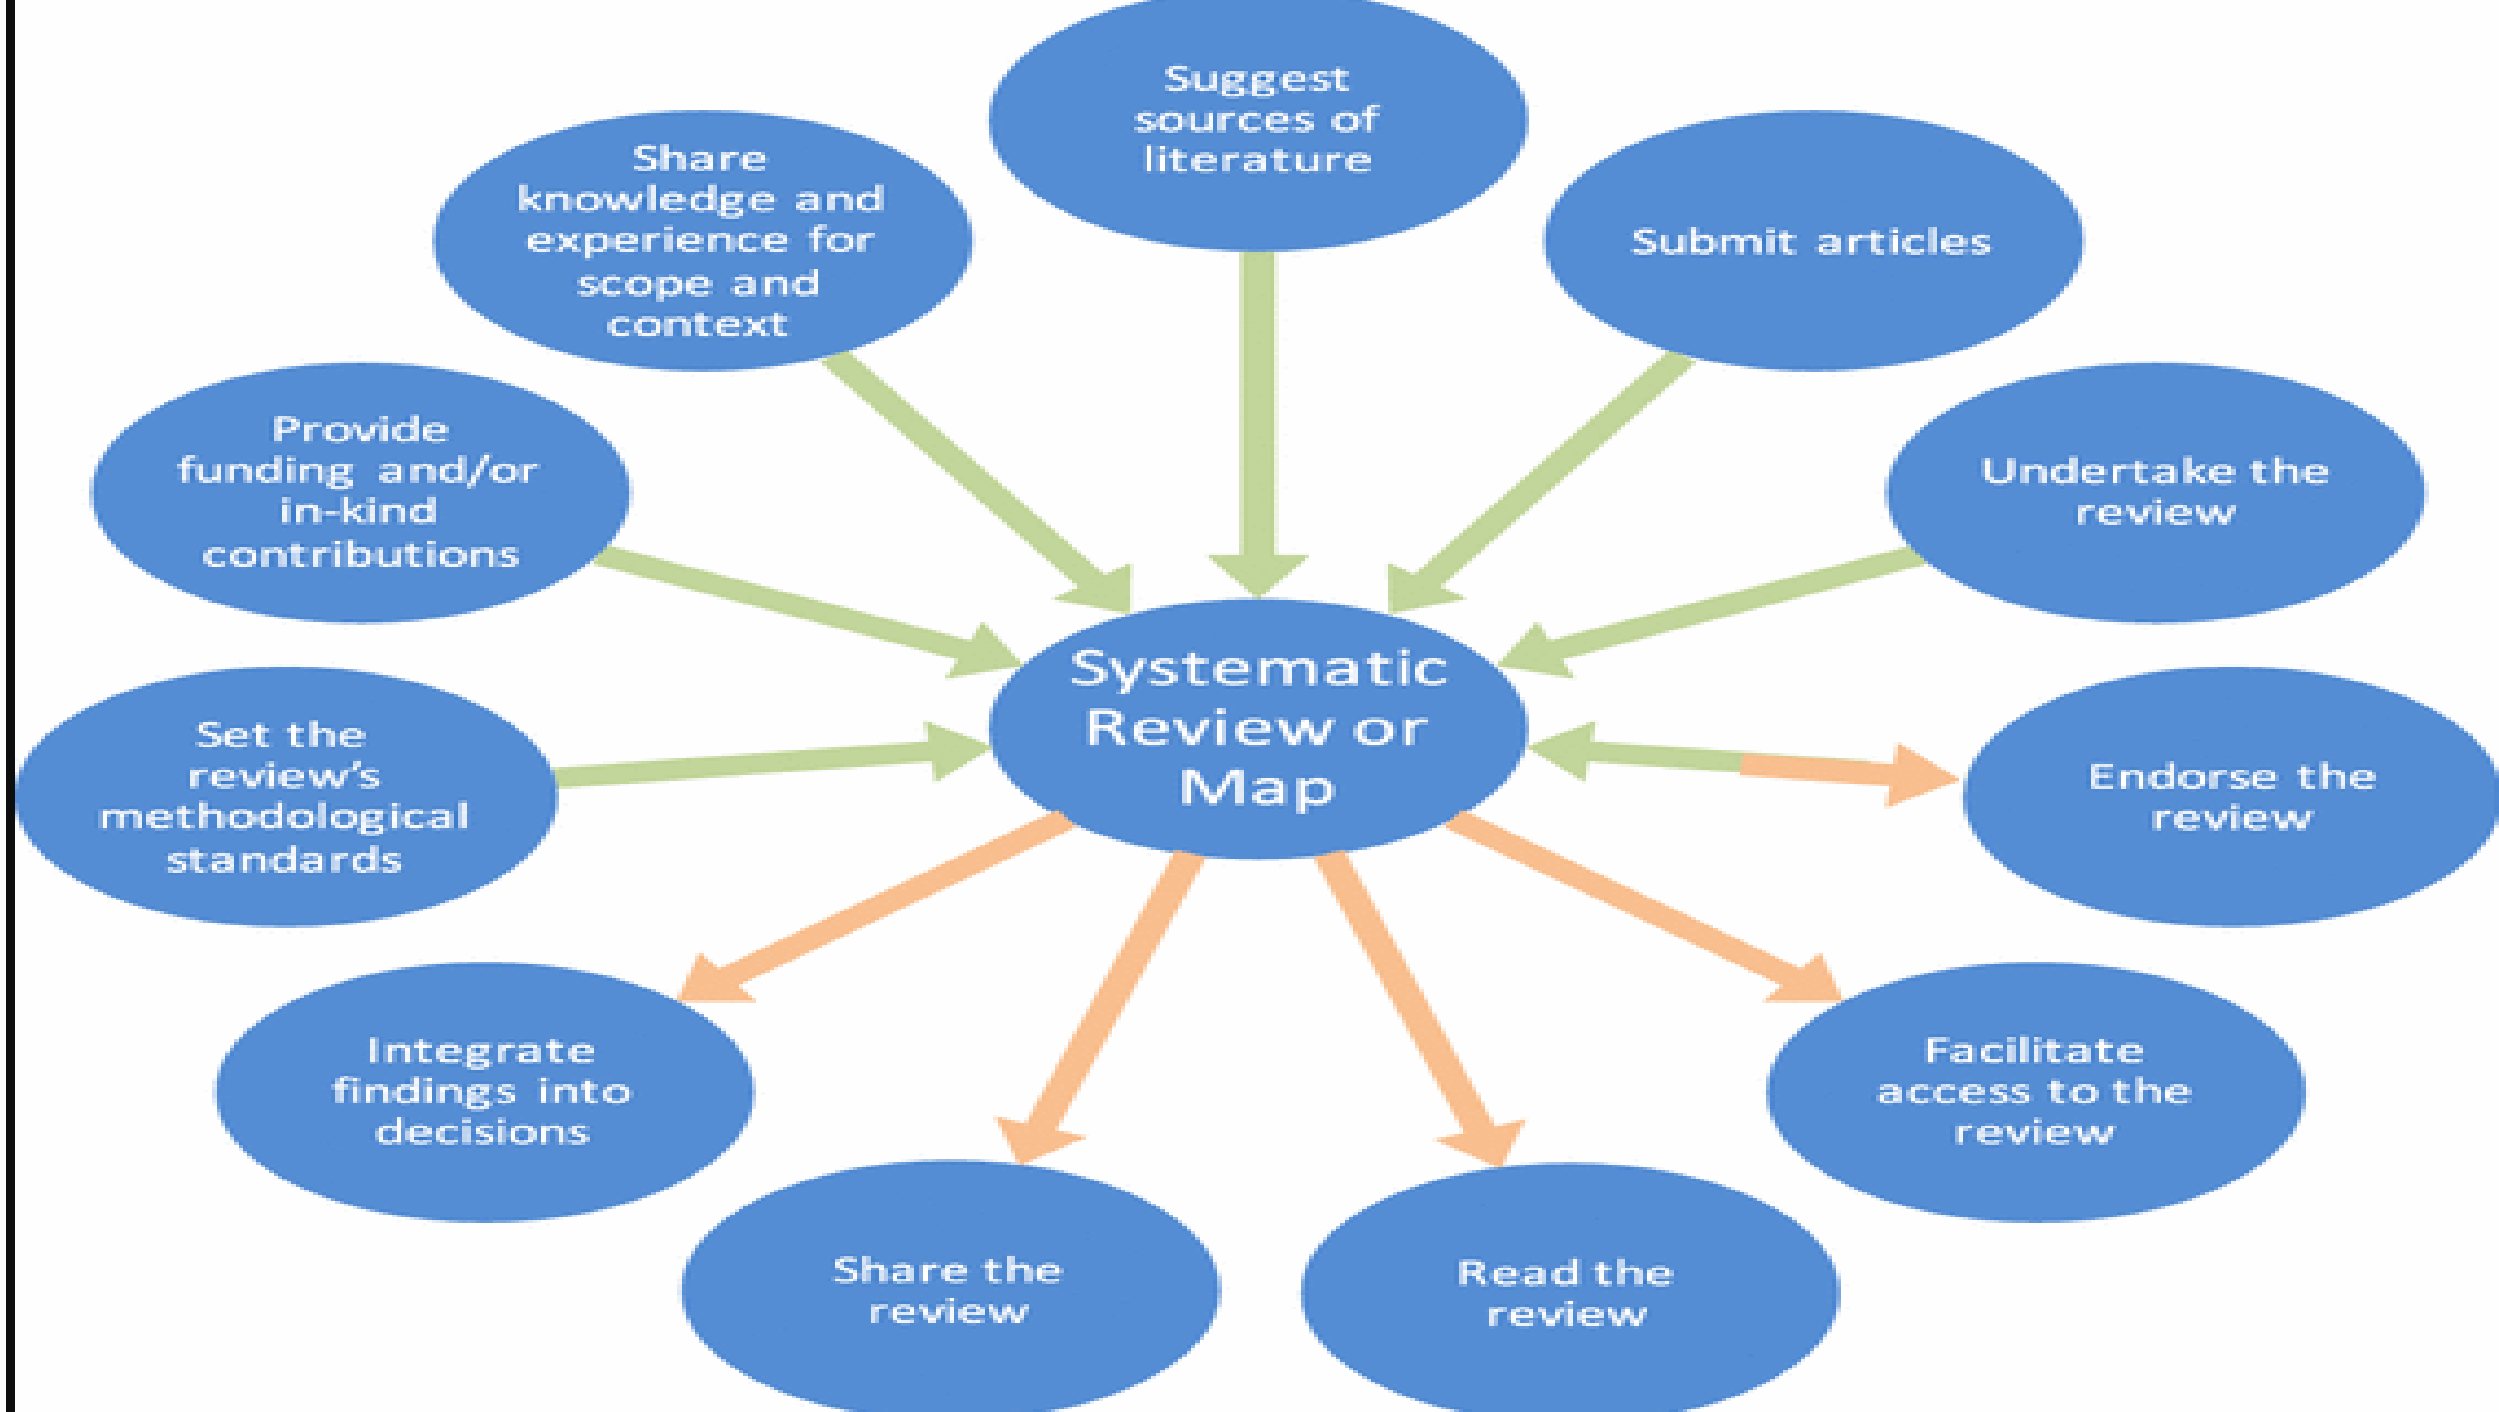 Suggest
sources of
literature
Share
knowledge and
experience for
scope and
context
Submit articles
Provide
funding and/or
in-kind
contributions
Undertake the
review
Systematic
Review or
Map
Set the
review’s
methodological
standards
Endorse the
review
Integrate
findings into
decisions
Facilitate
access to the
review
Share the
review
Read the
review